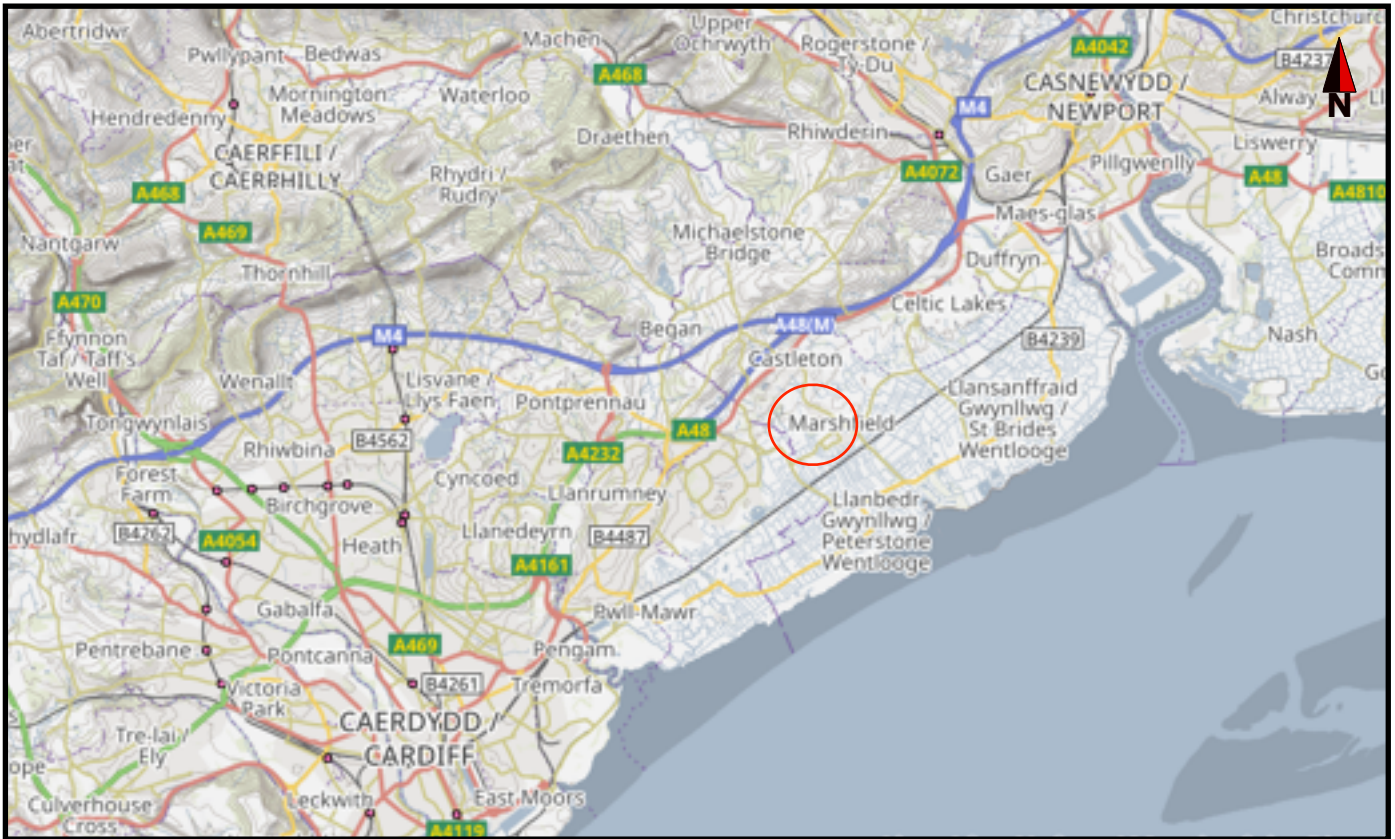 Abertridwr
Pwllypant
Bedwas
Machen
Upper
Ochrwyth
Rogerstone /
Ty-Du
A4042
Christchurc
B4237
A468
CASNEWYDD /
NEWPORT
N
Alway
Hendredenny
Mornington
Meadows
Waterloo
M4
Draethen
Rhiwderin
Liswerry
CAERFFILI /
CAERPHILLY
Rhydri /
Rudry
A4072
Gaer
Pillgwenlly
A48
A4810
A468
A469
Nantgarw
Thornhill
Michaelstone
Bridge
Maes-glas
Duffryn
Broads
Comm
A470
Ffynnon
Taf / Taff's
Well
M4
Began
A48(M)
Celtic Lakes
B4239
Nash
Castleton
Wenallt
Lisvane /
Llys Faen
Pontprennau
Llansanffraid
Gwynllwg /
St Brides
Wentlooge
Tongwynlais
Rhiwbina
B4562
A48
Marshfield
A4232
Forest
Farm
Cyncoed
Llanrumney
Birchgrove
Llanbedr
Gwynllwg /
Peterstone
Wentlooge
hydlafr
B4262
A4054
Heath
Llanedeyrn
B4487
A4161
Gabalfa
Rwll-Mawr
Pentrebane
Pontcanna
A469
Pengam
Victoria
Park
B4261
Tremorfa
CAERDYDD /
CARDIFF
Tre-lai /
Ely
ope
Culverhouse
Cross
Leckwith
East Moors
A4119